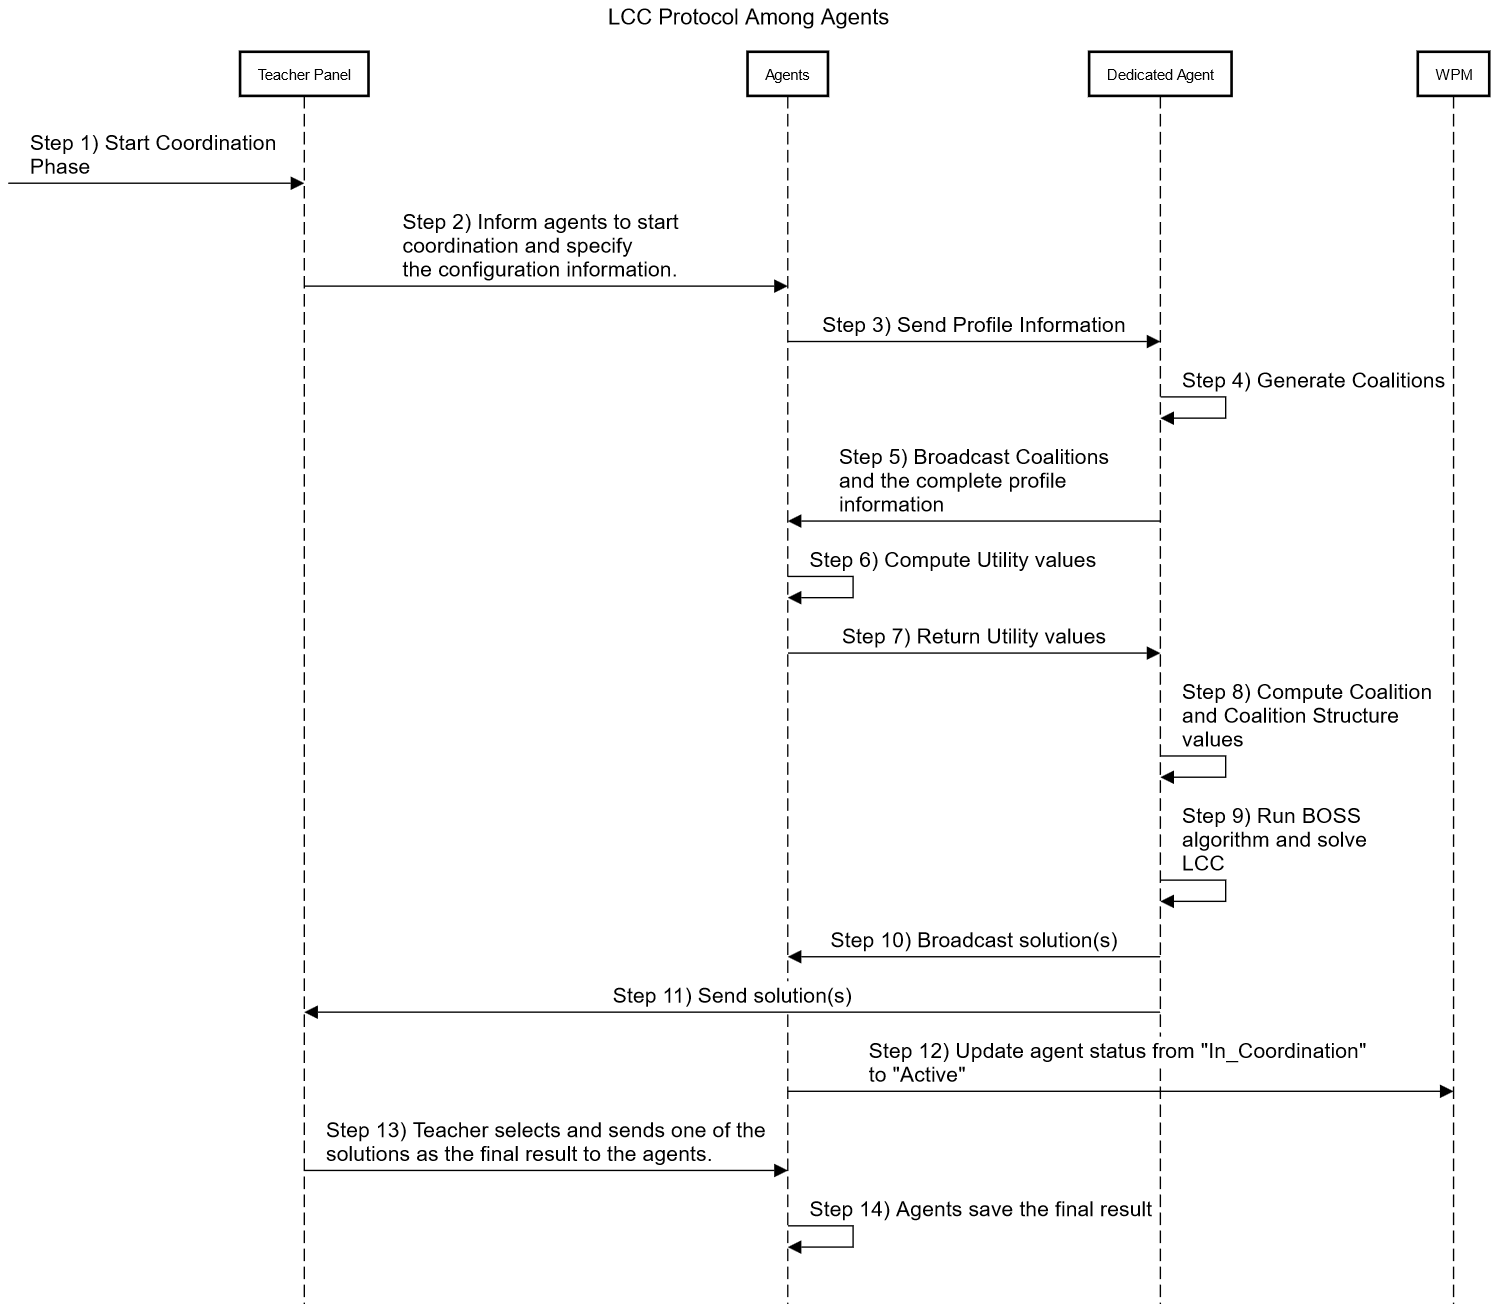 LCC Protocol Among Agents
Teacher Panel
Agents
Dedicated Agent
WPM
Step 1) Start Coordination
Phase
Step 2) Inform agents to start
coordination and specify
the configuration information.
Step 3) Send Profile Information
Step 4) Generate Coalitions
Step 5) Broadcast Coalitions
and the complete profile
information
Step 6) Compute Utility values
Step 7) Return Utility values
Step 8) Compute Coalition
and Coalition Structure
values
Step 9) Run BOSS
algorithm and solve
LCC
Step 10) Broadcast solution(s)
Step 11) Send solution(s)
Step 12) Update agent status from "In_Coordination"
to "Active"
Step 13) Teacher selects and sends one of the
solutions as the final result to the agents.
Step 14) Agents save the final result